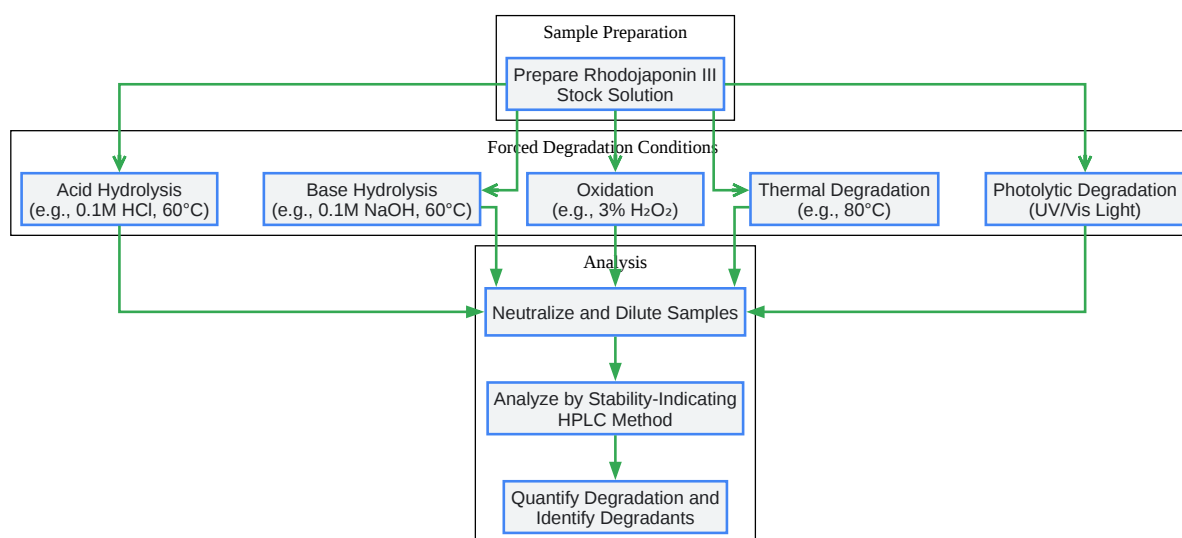 Sample Preparation
Prepare Rhodojaponin III
Stock Solution
Forced Degradation Conditions
Acid Hydrolysis
(e.g., 0.1M HCl, 60°C)
Base Hydrolysis
(e.g., 0.1M NaOH, 60°C)
Oxidation
(e.g., 3% H₂O₂)
Thermal Degradation
(e.g., 80°C)
Photolytic Degradation
(UV/Vis Light)
Analysis
Neutralize and Dilute Samples
Analyze by Stability-Indicating
HPLC Method
Quantify Degradation and
Identify Degradants